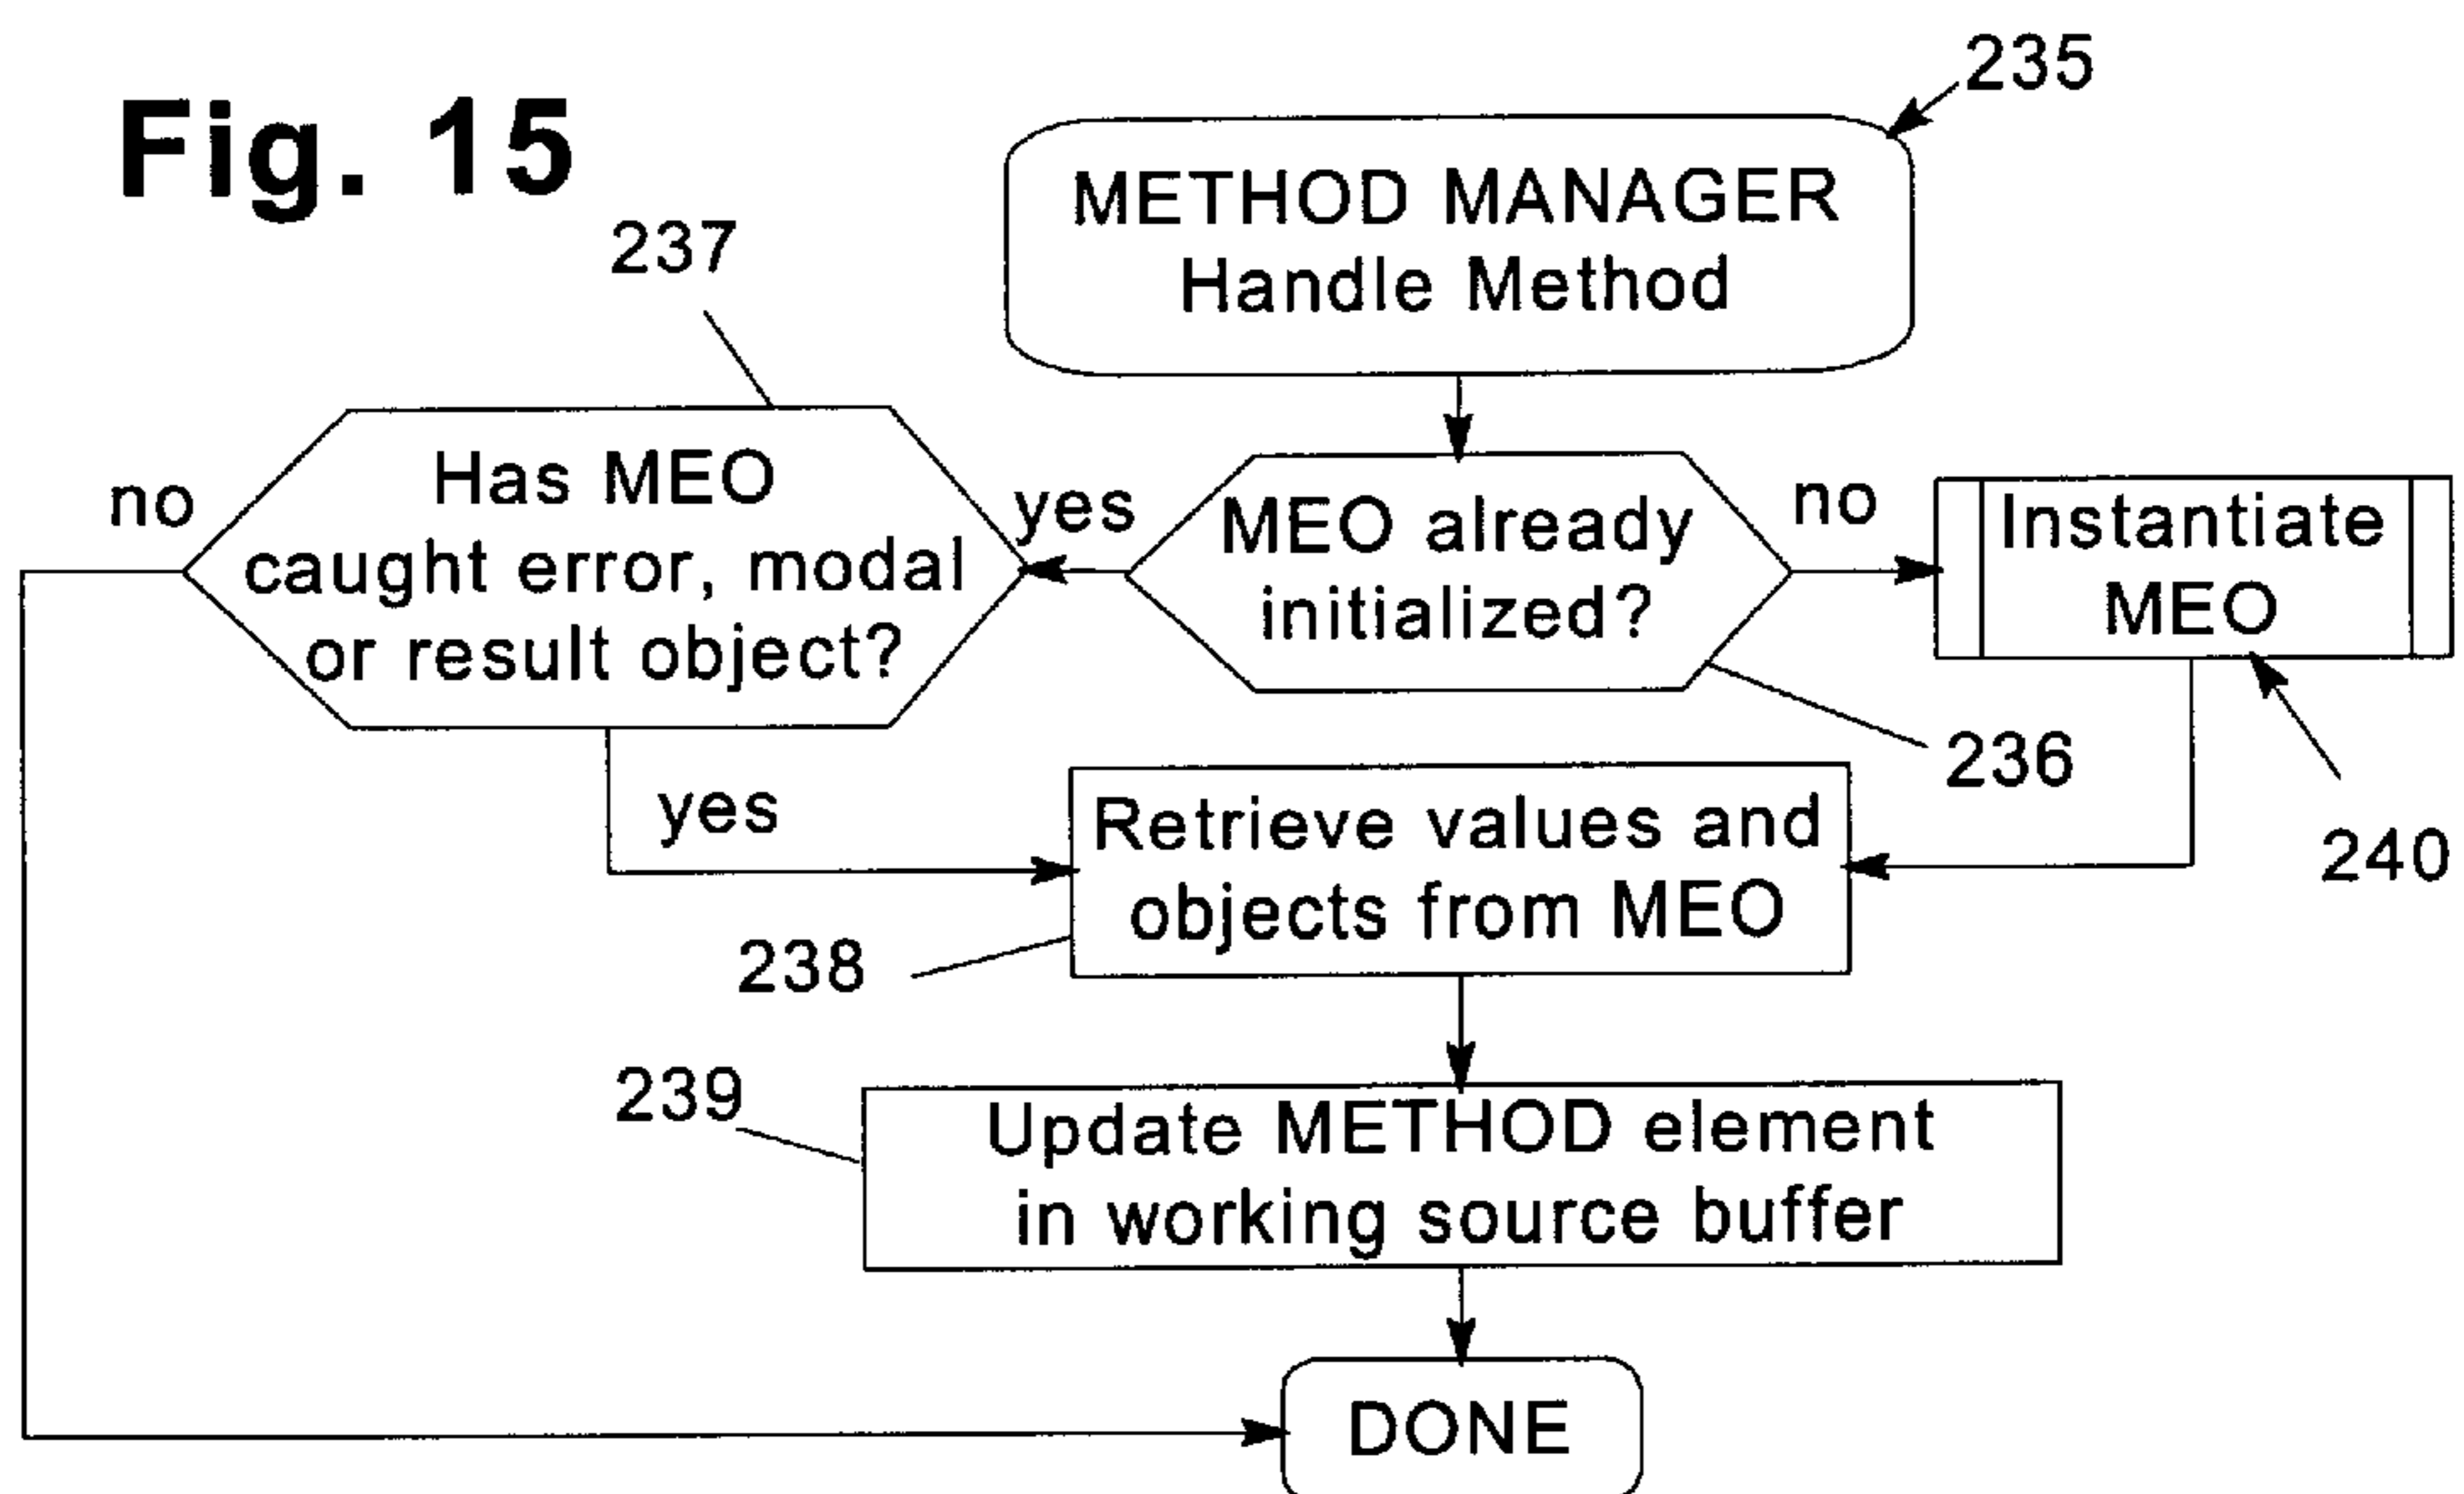 Fig. 15
235
METHOD MANAGER
Handle Method
237
Has MEO
caught error, modal
or result object?
no
yes
MEO already
initialized?
no
Instantiate
MEO
236
240
yes
Retrieve values and
objects from MEO
238
239
Update METHOD element
in working source buffer
DONE